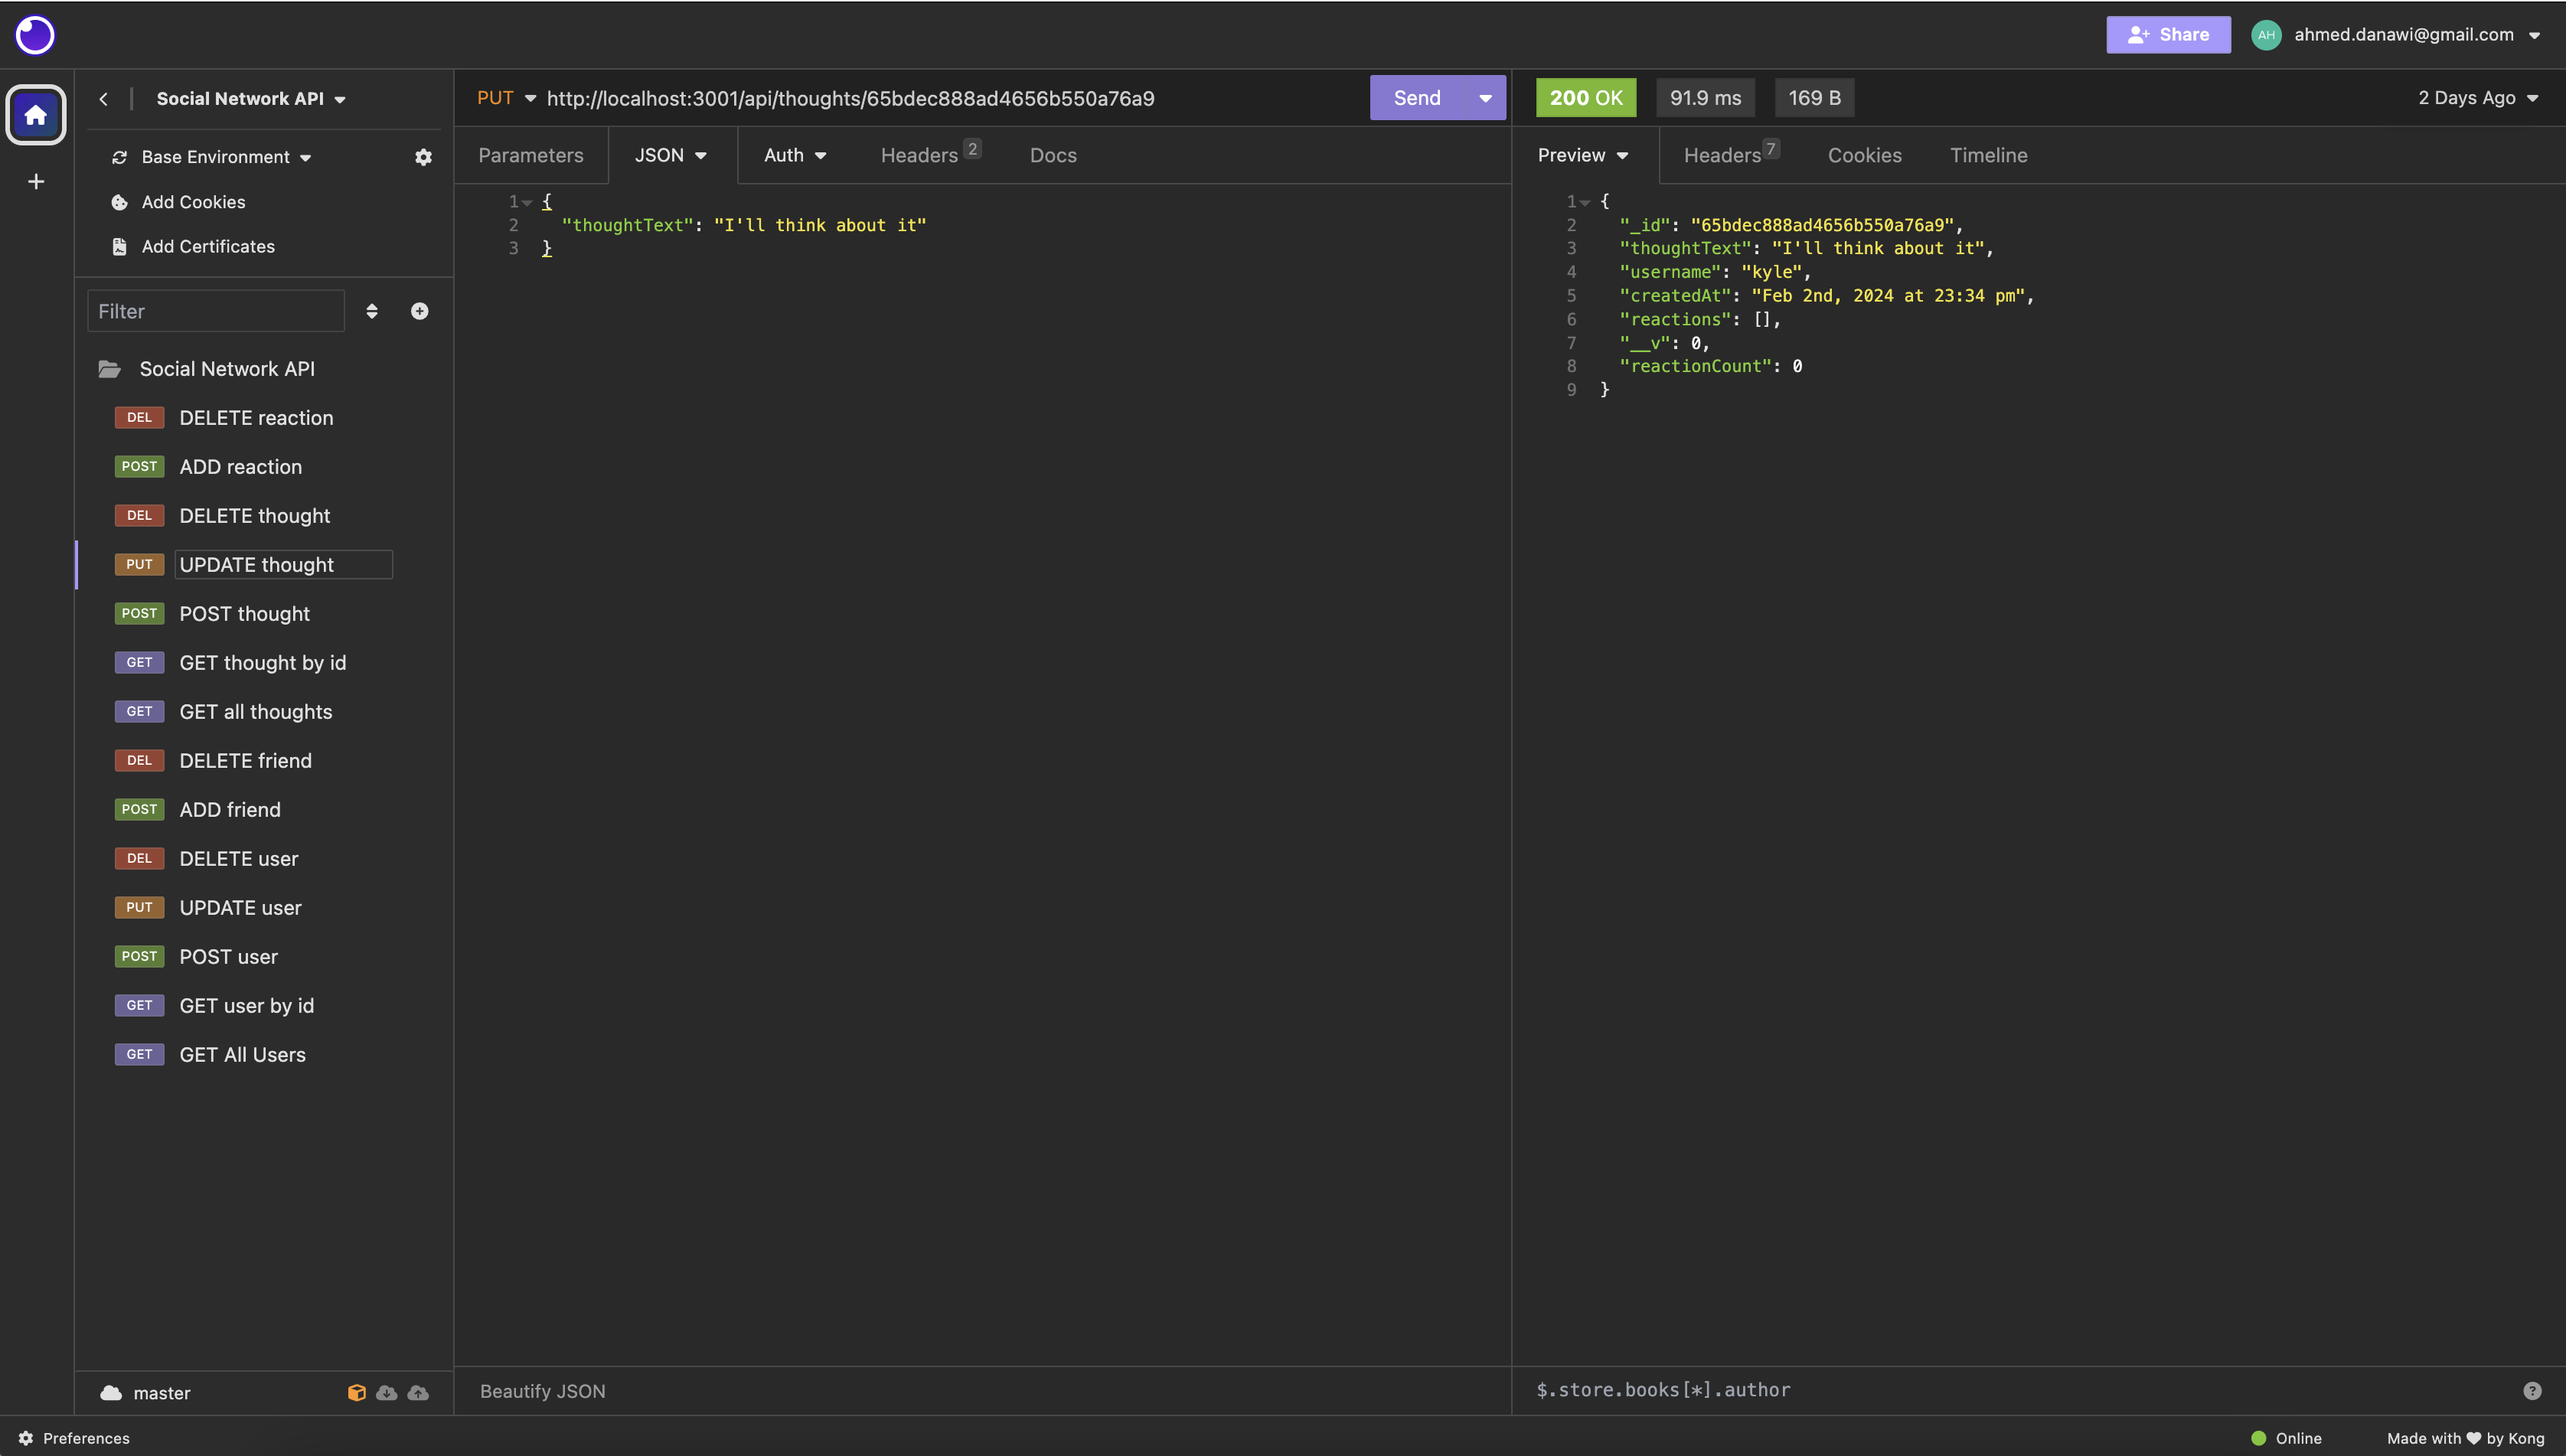 Share
AH
ahmed.danawi@gmail.com
Social Network API
Base Environment
Add Cookies
Add Certificates
Filter
Social Network API
DEL DELETE reaction
POST ADD reaction
DEL DELETE thought
PUT UPDATE thought
POST POST thought
GET GET thought by id
GET GET all thoughts
DEL DELETE friend
POST ADD friend
DEL DELETE user
PUT UPDATE user
POST POST user
GET GET user by id
GET GET All Users
master
PUT http://localhost:3001/api/thoughts/65bdec888ad4656b550a76a9 Send
Parameters JSON Auth Headers 2 Docs
1 {
2 "thoughtText": "I'll think about it"
3 }
Beautify JSON
200 OK 91.9 ms 169 B 2 Days Ago
Preview Headers 7 Cookies Timeline
1 {
2 "_id": "65bdec888ad4656b550a76a9",
3 "thoughtText": "I'll think about it",
4 "username": "kyle",
5 "createdAt": "Feb 2nd, 2024 at 23:34 pm",
6 "reactions": [],
7 "__v": 0,
8 "reactionCount": 0
9 }
$.store.books[*].author ?
Preferences
Online
Made with ❤ by Kong